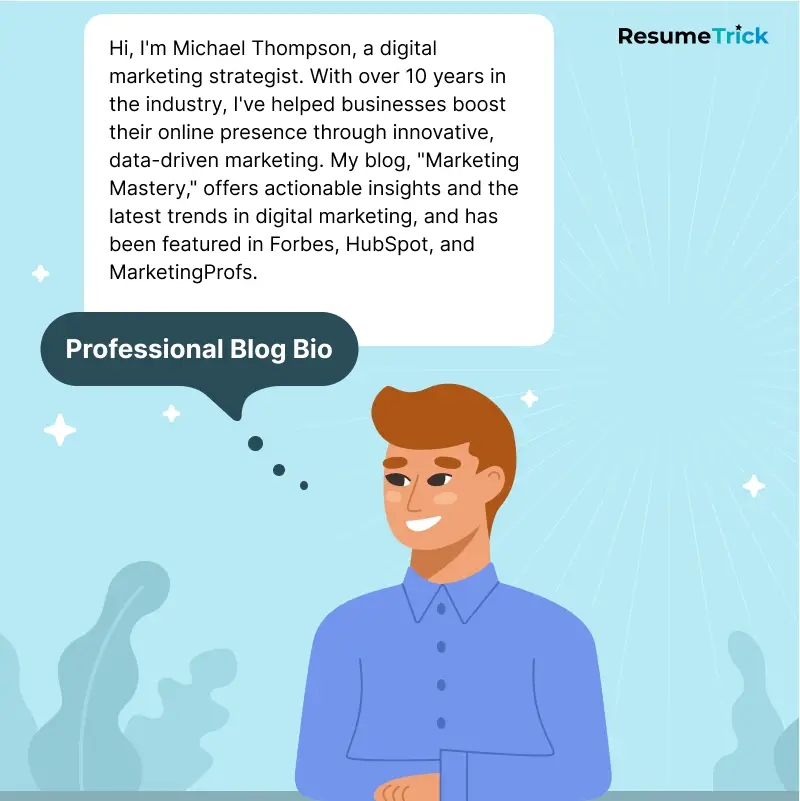 ResumeTrick
Hi, I'm Michael Thompson, a digital
marketing strategist. With over 10 years in
the industry, I've helped businesses boost
their online presence through innovative,
data-driven marketing. My blog, "Marketing
Mastery," offers actionable insights and the
latest trends in digital marketing, and has
been featured in Forbes, HubSpot, and
MarketingProfs.
Professional Blog Bio